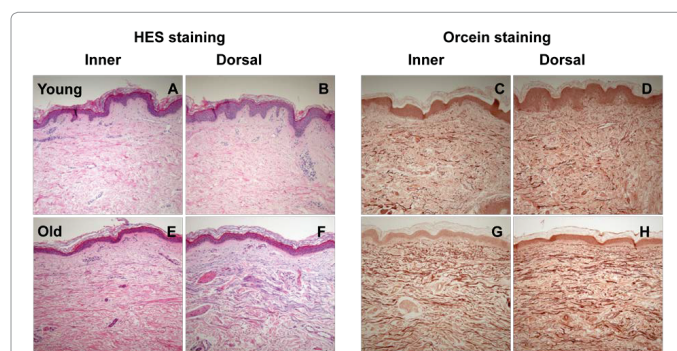 HES staining Orcein staining
Inner Dorsal Inner Dorsal
Young A B C D
Old E F G H